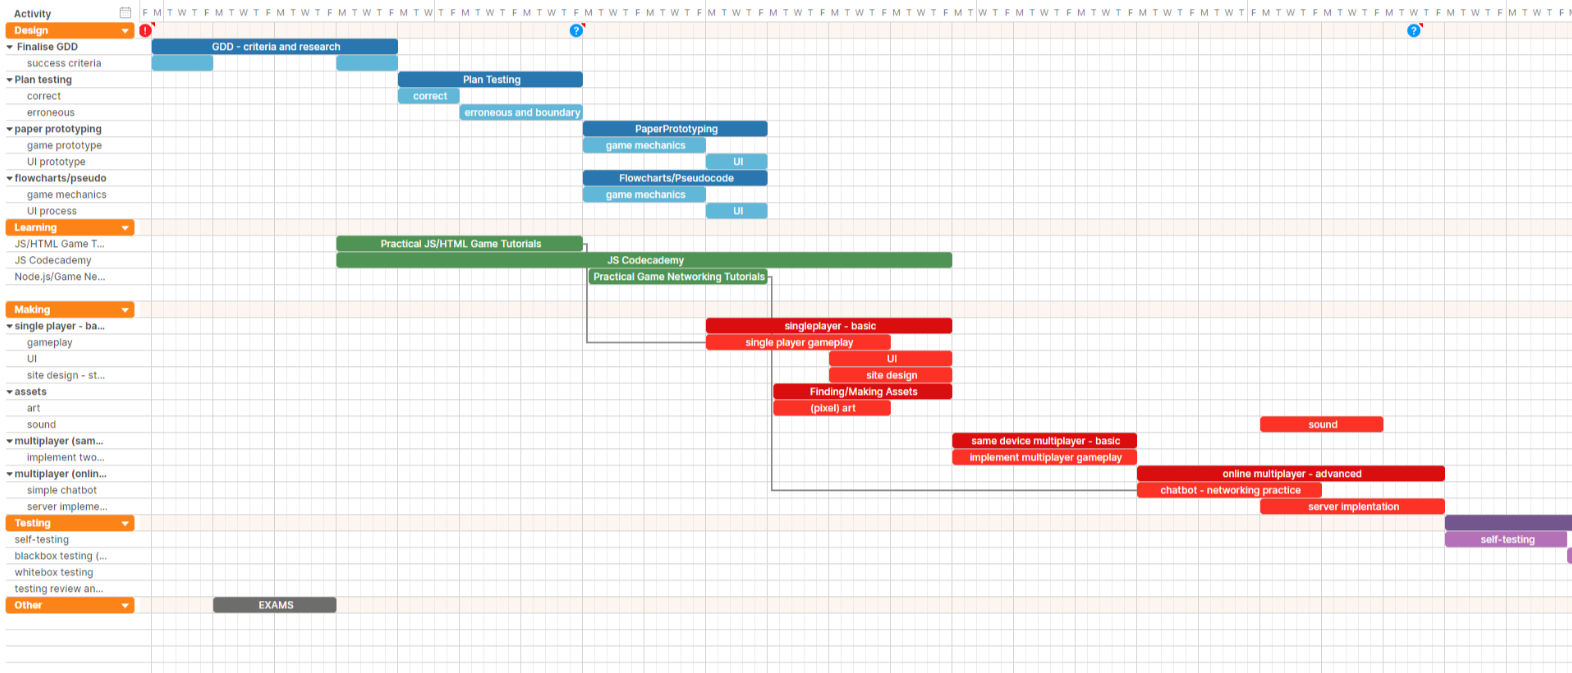 Activity F M T W T F M T W T F M T W T F M T W T F M T W T F M T W T F M T W T F M T W T F M T W T F M T W T F M T W T F M T W T F M T W T F M T W T F M T W T F M T W T F M T W T F M T W T F M T W T F M T W T F M T W T F M T W T F M T W T F M T W T F
Design ! ? ?
Finalise GDD GDD - criteria and research
success criteria
Plan testing Plan Testing
correct correct
erroneous erroneous and boundary
paper prototyping PaperPrototyping
game prototype game mechanics
UI prototype UI
flowcharts/pseudo Flowcharts/Pseudocode
game mechanics game mechanics
UI process UI
Learning
JS/HTML Game T... Practical JS/HTML Game Tutorials
JS Codecademy JS Codecademy
Node.js/Game Ne... Practical Game Networking Tutorials
Making
single player - ba... singleplayer - basic
gameplay single player gameplay
UI UI
site design - st... site design
assets Finding/Making Assets
art (pixel) art
sound sound
multiplayer (sam... same device multiplayer - basic
implement two... implement multiplayer gameplay
multiplayer (onlin... online multiplayer - advanced
simple chatbot chatbot - networking practice
server impleme... server implentation
Testing
self-testing self-testing
blackbox testing (...
whitebox testing
testing review an...
Other EXAMS